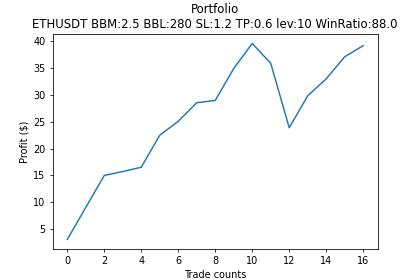 Portfolio
ETHUSDT BBM:2.5 BBL:280 SL:1.2 TP:0.6 lev:10 WinRatio:88.0
40
35
30
25
20
15
10
5
Profit ($)
0 2 4 6 8 10 12 14 16
Trade counts